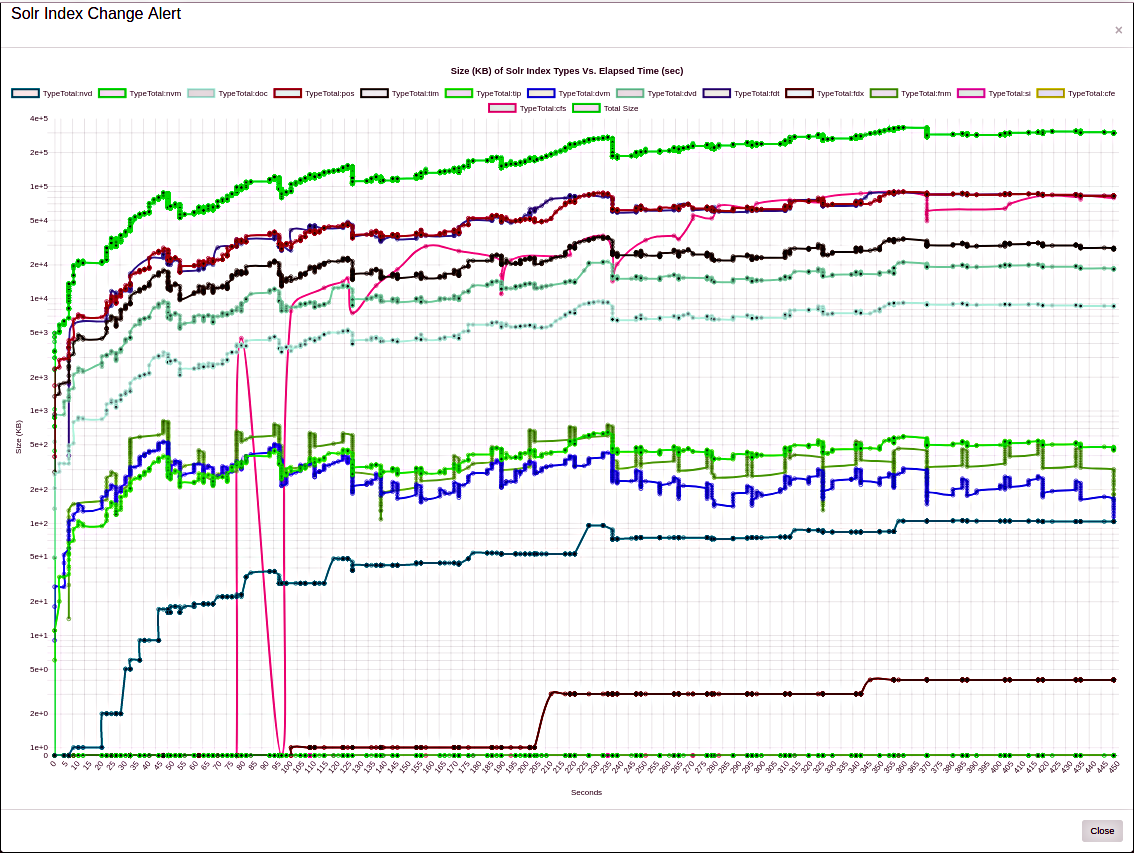 Solr Index Change Alert
×
Size (KB) of Solr Index Types Vs. Elapsed Time (sec)
TypeTotal:nvd TypeTotal:nvm TypeTotal:doc TypeTotal:pos TypeTotal:tim TypeTotal:tip TypeTotal:dvm TypeTotal:dvd TypeTotal:fdt TypeTotal:fdx TypeTotal:fnm TypeTotal:si TypeTotal:cfe
TypeTotal:cfs Total Size
4e+5
2e+5
1e+5
5e+4
2e+4
1e+4
5e+3
2e+3
1e+3
5e+2
2e+2
1e+2
5e+1
2e+1
1e+1
5e+0
2e+0
1e+0
0
Size (KB)
0 5 10 15 20 25 30 35 40 45 50 55 60 65 70 75 80 85 90 95 100 105 110 115 120 125 130 135 140 145 150 155 160 165 170 175 180 185 190 195 200 205 210 215 220 225 230 235 240 245 250 255 260 265 270 275 280 285 290 295 300 305 310 315 320 325 330 335 340 345 350 355 360 365 370 375 380 385 390 395 400 405 410 415 420 425 430 435 440 445 450
Seconds
Close